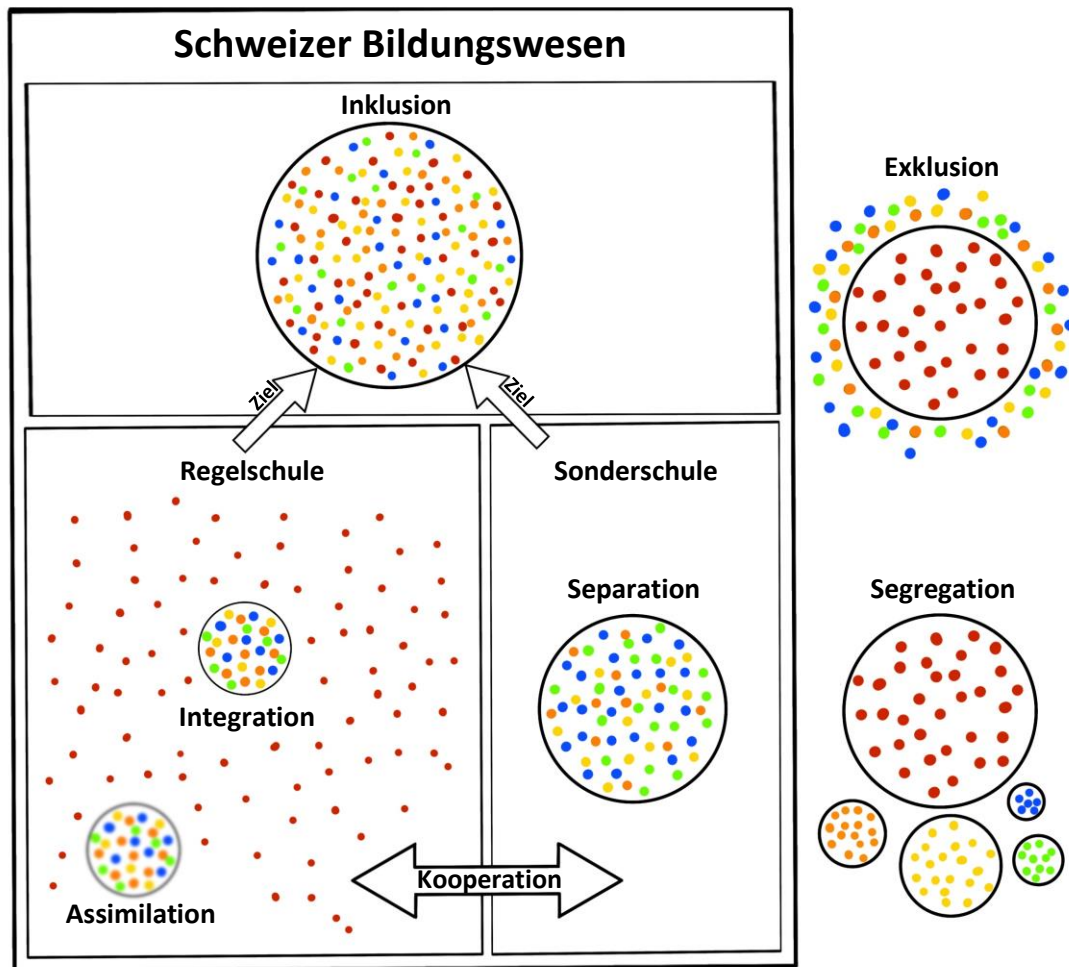 Schweizer Bildungswesen
Inklusion
Ziel
Ziel
Regelschule
Sonderschule
Integration
Separation
Assimilation
Kooperation
Exklusion
Segregation